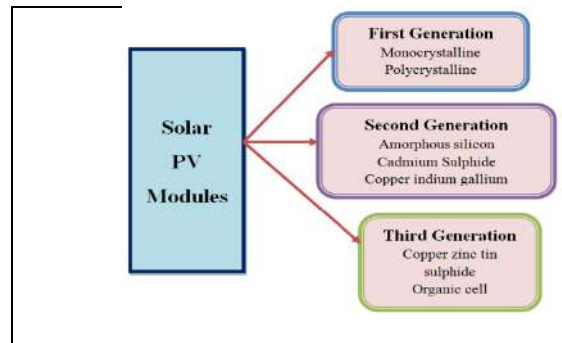 Solar
PV
Modules
First Generation
Monocrystalline
Polycrystalline
Second Generation
Amorphous silicon
Cadmium Sulphide
Copper indium gallium
Third Generation
Copper zinc tin
sulphide
Organic cell